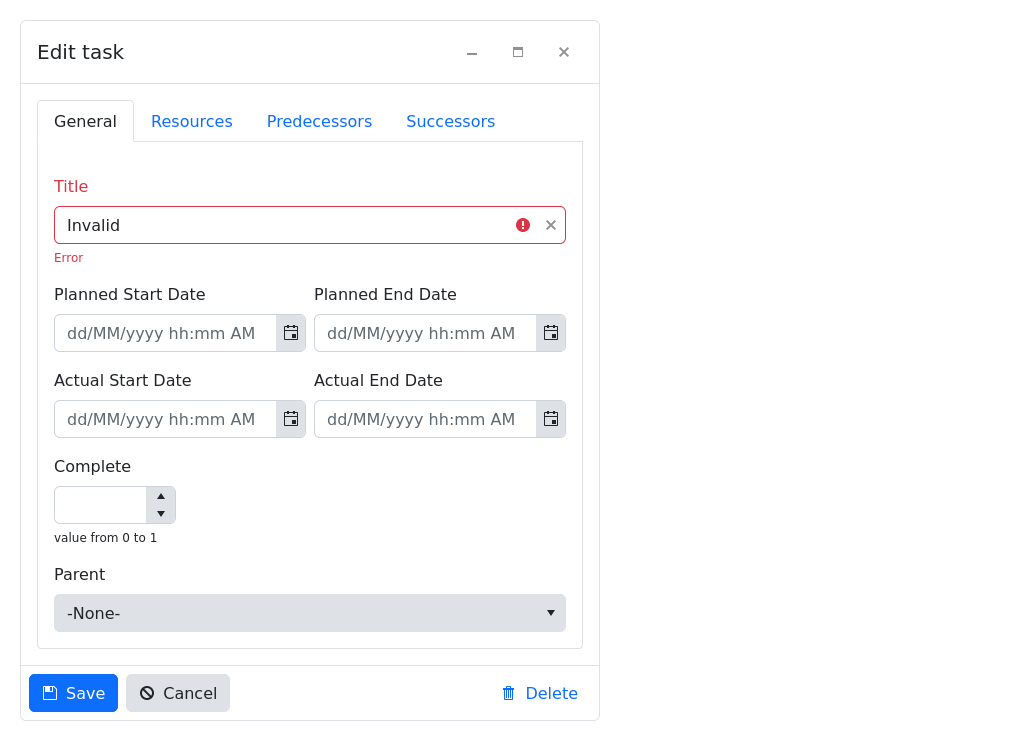 Edit task
General Resources Predecessors Successors
Title
Invalid
Error
Planned Start Date Planned End Date
dd/MM/yyyy hh:mm AM dd/MM/yyyy hh:mm AM
Actual Start Date Actual End Date
dd/MM/yyyy hh:mm AM dd/MM/yyyy hh:mm AM
Complete
value from 0 to 1
Parent
-None-
Save Cancel Delete